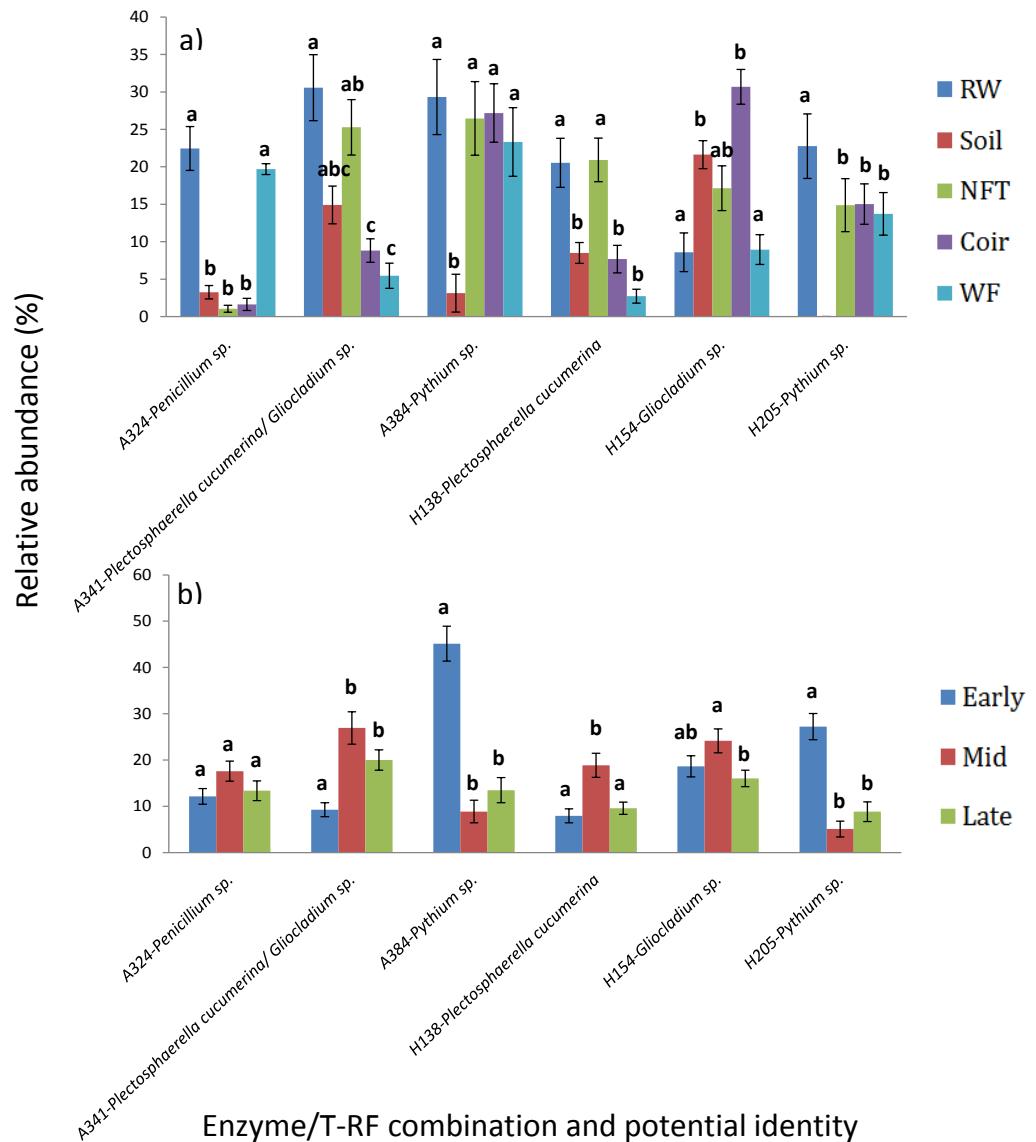 a)
40
35
30
25
20
15
10
5
0
a
b
b
b
a
a
abc
ab
c
c
a
b
a
a
a
a
b
a
b
b
a
b
ab
b
a
a
b
b
b
RW
Soil
NFT
Coir
WF
A324-Penicillium sp.
A341-Plectosphaerella cucumerina/ Gliocladium sp.
A384-Pythium sp.
H138-Plectosphaerella cucumerina
H154-Gliocladium sp.
H205-Pythium sp.
Relative abundance (%)
b)
60
50
40
30
20
10
0
a
a
a
a
b
b
a
b
b
a
b
a
ab
a
b
a
b
b
Early
Mid
Late
A324-Penicillium sp.
A341-Plectosphaerella cucumerina/ Gliocladium sp.
A384-Pythium sp.
H138-Plectosphaerella cucumerina
H154-Gliocladium sp.
H205-Pythium sp.
Enzyme/T-RF combination and potential identity